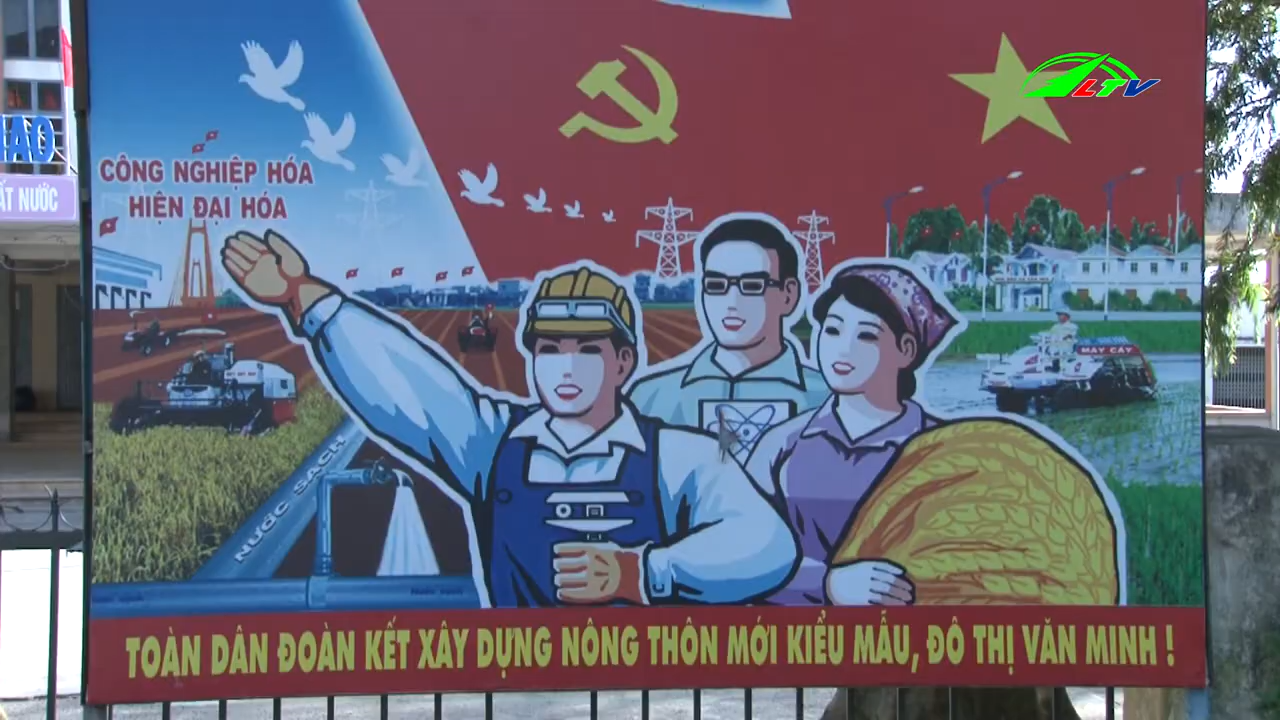 LTV
IAO
ẤT NƯỚC
CÔNG NGHIỆP HÓA
HIỆN ĐẠI HÓA
MÁY CẤY
NƯỚC SẠCH
TOÀN DÂN ĐOÀN KẾT XÂY DỰNG NÔNG THÔN MỚI KIỂU MẪU, ĐÔ THỊ VĂN MINH !